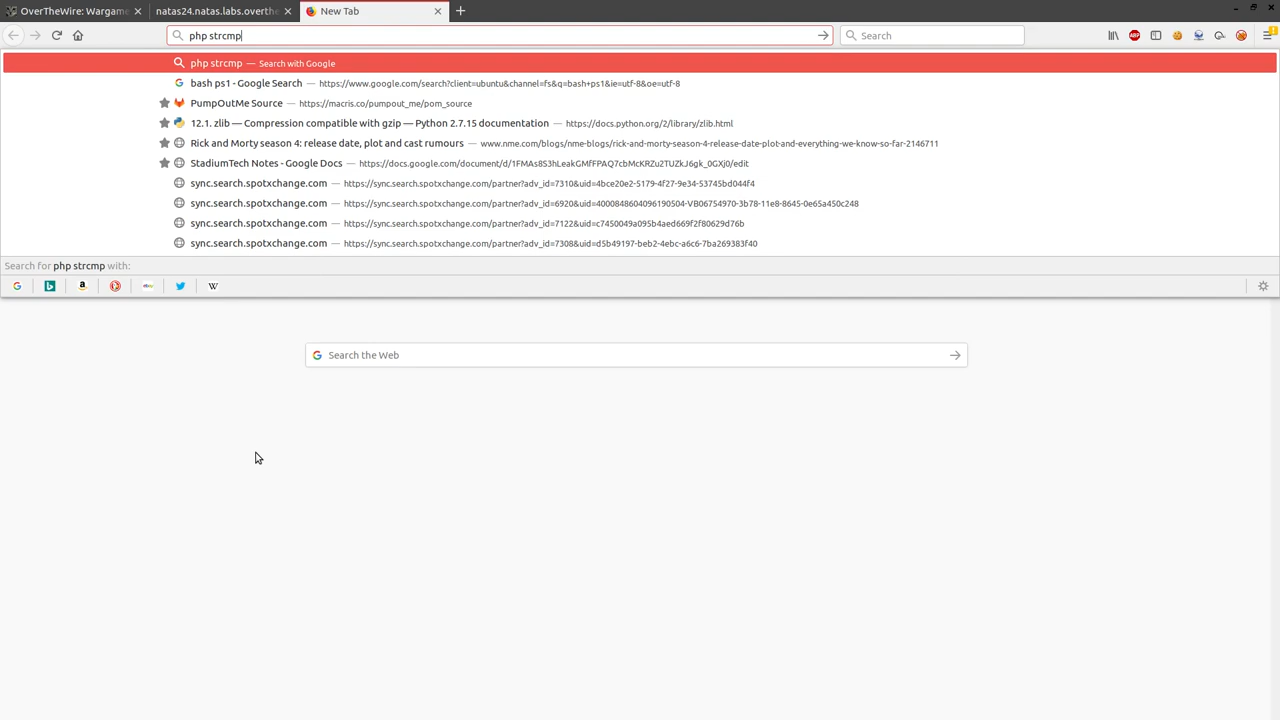 OverTheWire: Wargame
natas24.natas.labs.overthe
New Tab
php strcmp
Search
ABP
php strcmp — Search with Google
bash ps1 - Google Search — https://www.google.com/search?client=ubuntu&channel=fs&q=bash+ps1&ie=utf-8&oe=utf-8
PumpOutMe Source — https://macris.co/pumpout_me/pom_source
12.1. zlib — Compression compatible with gzip — Python 2.7.15 documentation — https://docs.python.org/2/library/zlib.html
Rick and Morty season 4: release date, plot and cast rumours — www.nme.com/blogs/nme-blogs/rick-and-morty-season-4-release-date-plot-and-everything-we-know-so-far-2146711
StadiumTech Notes - Google Docs — https://docs.google.com/document/d/1FMAs8S3hLeakGMfFPAQ7cbMcKRZu2TUZkJ6gk_0GXj0/edit
sync.search.spotxchange.com — https://sync.search.spotxchange.com/partner?adv_id=7310&uid=4bce20e2-5179-4f27-9e34-53745bd044f4
sync.search.spotxchange.com — https://sync.search.spotxchange.com/partner?adv_id=6920&uid=400084860409619050​4-VB06754970-3b78-11e8-8645-0e65a450c248
sync.search.spotxchange.com — https://sync.search.spotxchange.com/partner?adv_id=7122&uid=c7450049a095b4aed669f2f80629d76b
sync.search.spotxchange.com — https://sync.search.spotxchange.com/partner?adv_id=7308&uid=d5b49197-beb2-4ebc-a6c6-7ba269383f40
Search for php strcmp with:
Search the Web